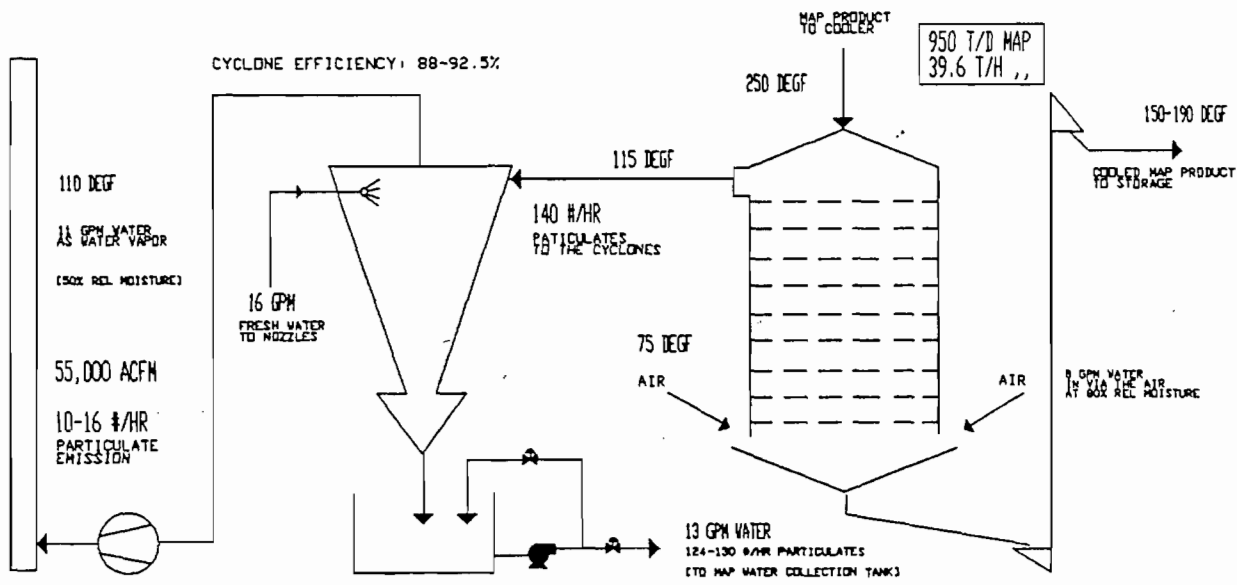 MAP PRODUCT
TO COOLER
950 T/D MAP
39.6 T/H ,,
CYCLONE EFFICIENCY: 88-92.5%
250 DEGF
150-190 DEGF
COOLED MAP PRODUCT
TO STORAGE
115 DEGF
110 DEGF
11 GPM WATER
AS WATER VAPOR
(50% REL MOISTURE)
140 #/HR
PATICULATES
TO THE CYCLONES
16 GPM
FRESH WATER
TO NOZZLES
75 DEGF
AIR
AIR
8 GPM WATER
IN VIA THE AIR
AT 80% REL MOISTURE
55,000 ACFM
10-16 #/HR
PARTICULATE
EMISSION
13 GPM WATER
124-130 #/HR PARTICULATES
(TO MAP WATER COLLECTION TANK)